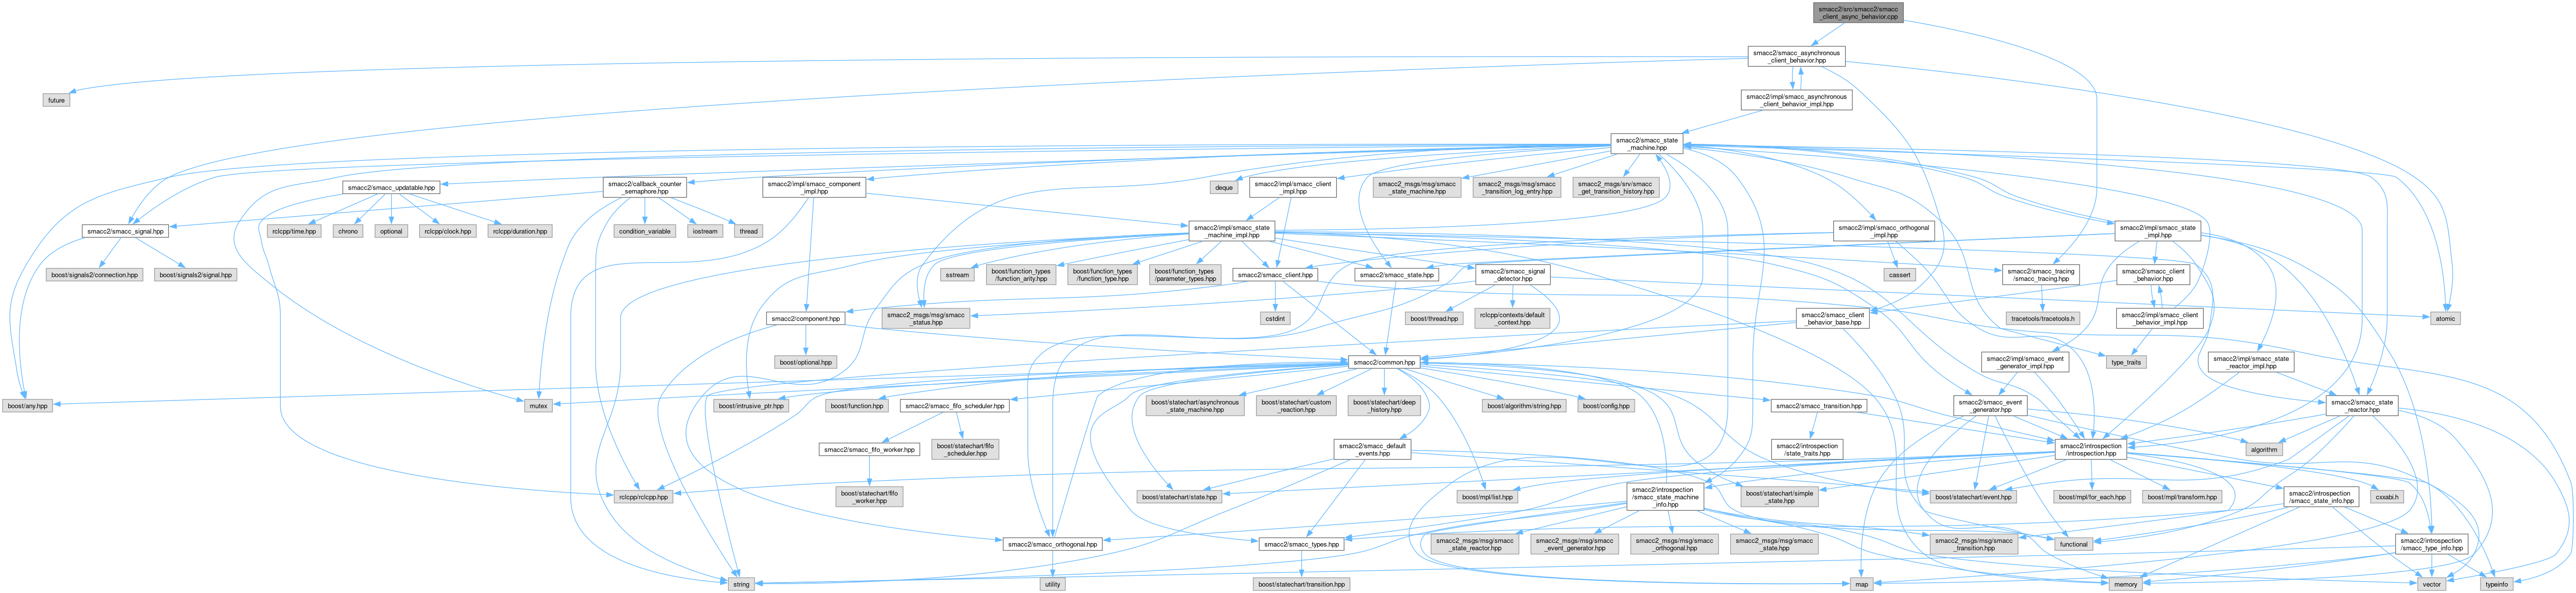 smacc2/src/smacc2/smacc
_client_async_behavior.cpp
smacc2/smacc_asynchronous
_client_behavior.hpp
future
smacc2/impl/smacc_asynchronous
_client_behavior_impl.hpp
smacc2/smacc_state
_machine.hpp
smacc2/smacc_updatable.hpp
smacc2/callback_counter
_semaphore.hpp
smacc2/impl/smacc_component
_impl.hpp
deque
smacc2/impl/smacc_client
_impl.hpp
smacc2_msgs/msg/smacc
_state_machine.hpp
smacc2_msgs/msg/smacc
_transition_log_entry.hpp
smacc2_msgs/srv/smacc
_get_transition_history.hpp
smacc2/smacc_signal.hpp
rclcpp/time.hpp
chrono
optional
rclcpp/clock.hpp
rclcpp/duration.hpp
condition_variable
iostream
thread
smacc2/impl/smacc_state
_machine_impl.hpp
smacc2/impl/smacc_orthogonal
_impl.hpp
smacc2/impl/smacc_state
_impl.hpp
boost/signals2/connection.hpp
boost/signals2/signal.hpp
sstream
boost/function_types
/function_arity.hpp
boost/function_types
/function_type.hpp
boost/function_types
/parameter_types.hpp
smacc2/smacc_client.hpp
smacc2/smacc_state.hpp
smacc2/smacc_signal
_detector.hpp
cassert
smacc2/smacc_tracing
/smacc_tracing.hpp
smacc2/smacc_client
_behavior.hpp
smacc2/component.hpp
smacc2_msgs/msg/smacc
_status.hpp
cstdint
boost/thread.hpp
rclcpp/contexts/default
_context.hpp
smacc2/smacc_client
_behavior_base.hpp
tracetools/tracetools.h
smacc2/impl/smacc_client
_behavior_impl.hpp
atomic
boost/optional.hpp
smacc2/common.hpp
smacc2/impl/smacc_event
_generator_impl.hpp
type_traits
smacc2/impl/smacc_state
_reactor_impl.hpp
boost/any.hpp
mutex
boost/intrusive_ptr.hpp
boost/function.hpp
smacc2/smacc_fifo_scheduler.hpp
boost/statechart/asynchronous
_state_machine.hpp
boost/statechart/custom
_reaction.hpp
boost/statechart/deep
_history.hpp
boost/algorithm/string.hpp
boost/config.hpp
smacc2/smacc_transition.hpp
smacc2/smacc_event
_generator.hpp
smacc2/smacc_state
_reactor.hpp
smacc2/smacc_fifo_worker.hpp
boost/statechart/fifo
_scheduler.hpp
smacc2/smacc_default
_events.hpp
smacc2/introspection
/state_traits.hpp
smacc2/introspection
/introspection.hpp
algorithm
rclcpp/rclcpp.hpp
boost/statechart/fifo
_worker.hpp
boost/statechart/state.hpp
boost/mpl/list.hpp
smacc2/introspection
/smacc_state_machine
_info.hpp
boost/statechart/simple
_state.hpp
boost/statechart/event.hpp
boost/mpl/for_each.hpp
boost/mpl/transform.hpp
smacc2/introspection
/smacc_state_info.hpp
cxxabi.h
smacc2/smacc_orthogonal.hpp
smacc2/smacc_types.hpp
smacc2_msgs/msg/smacc
_state_reactor.hpp
smacc2_msgs/msg/smacc
_event_generator.hpp
smacc2_msgs/msg/smacc
_orthogonal.hpp
smacc2_msgs/msg/smacc
_state.hpp
smacc2_msgs/msg/smacc
_transition.hpp
functional
smacc2/introspection
/smacc_type_info.hpp
string
utility
boost/statechart/transition.hpp
map
memory
vector
typeinfo